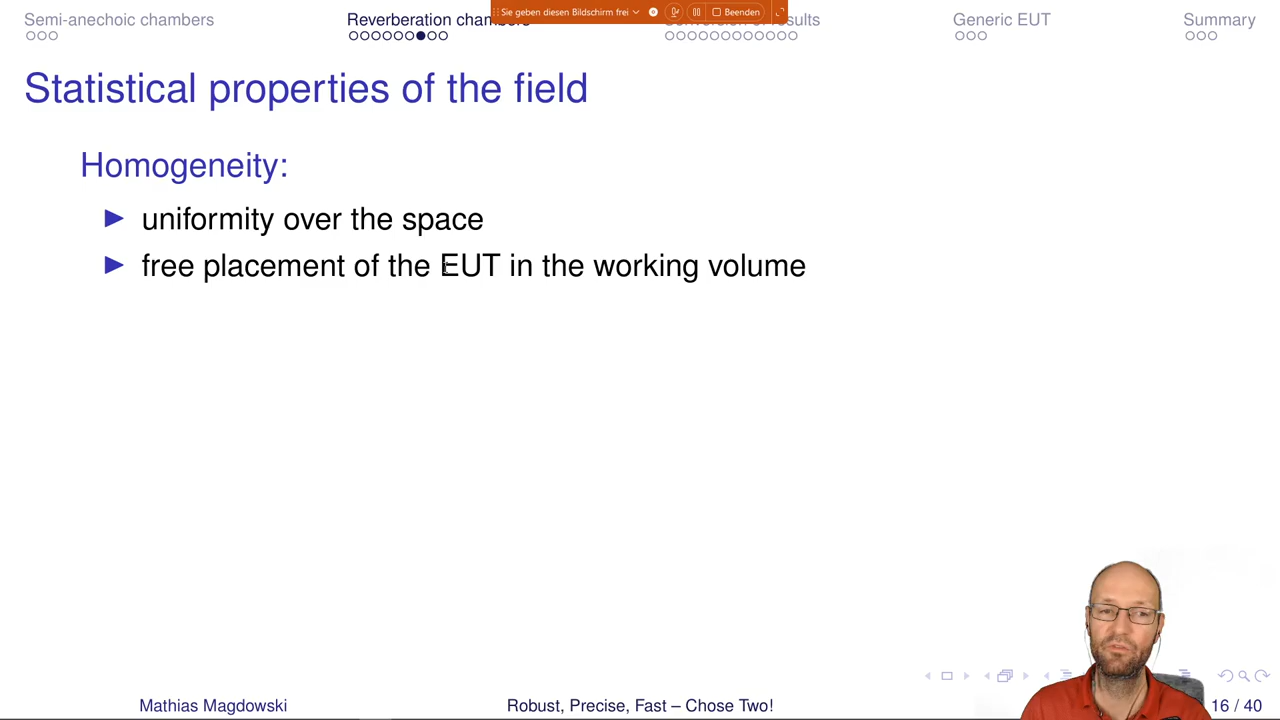 Semi-anechoic chambers
Reverberation chambers
Sie geben diesen Bildschirm frei
Beenden
results
Generic EUT
Summary
Statistical properties of the field
Homogeneity:
uniformity over the space
free placement of the EUT in the working volume
Mathias Magdowski
Robust, Precise, Fast – Chose Two!
16 / 40